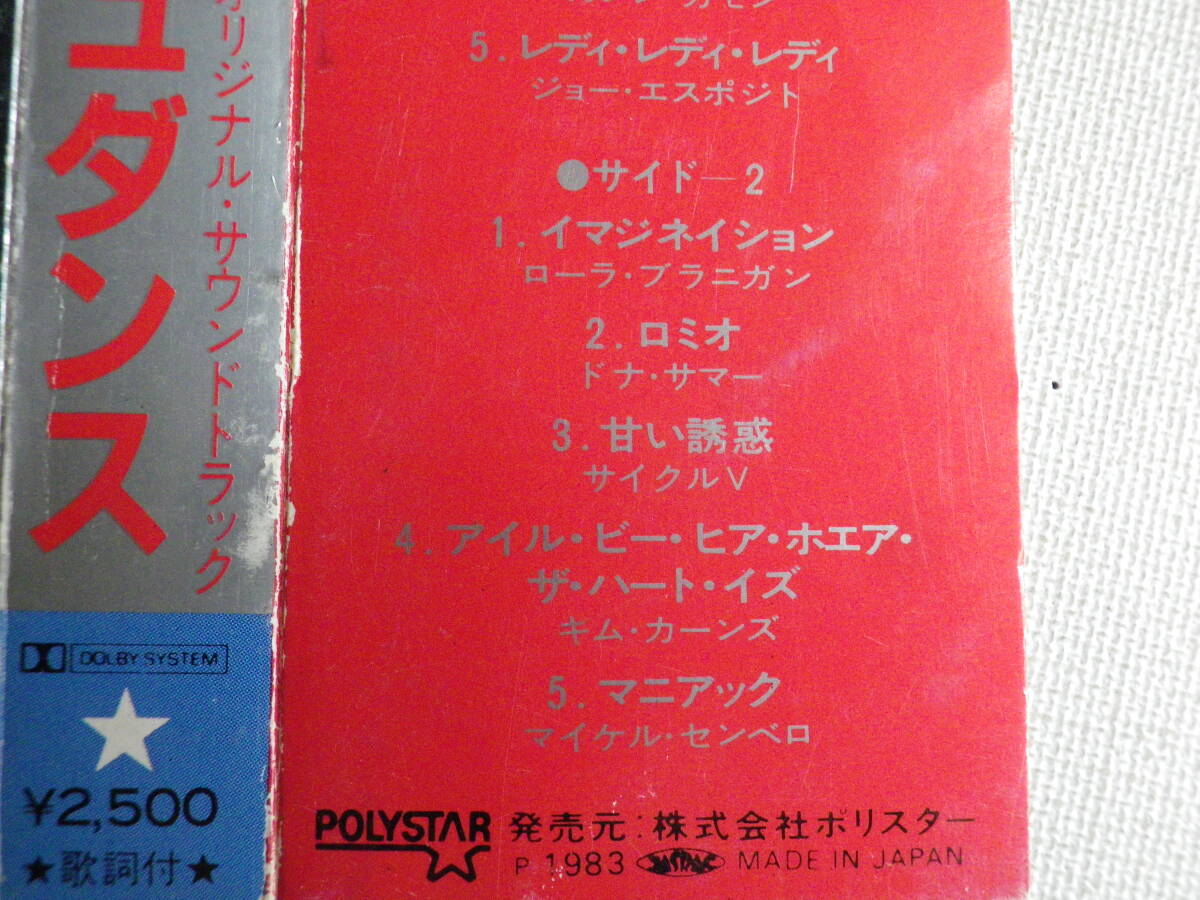 ュダンス
オリジナル・サウンドトラック
DOLBY SYSTEM
¥2,500
★歌詞付★
5. レディ・レディ・レディ
ジョー・エスポジト
●サイド—2
1. イマジネイション
ローラ・ブラニガン
2. ロミオ
ドナ・サマー
3. 甘い誘惑
サイクルV
4. アイル・ビー・ヒア・ホエア・
ザ・ハート・イズ
キム・カーンズ
5. マニアック
マイケル・センベロ
POLYSTAR 発売元:株式会社ポリスター
P 1983 MADE IN JAPAN